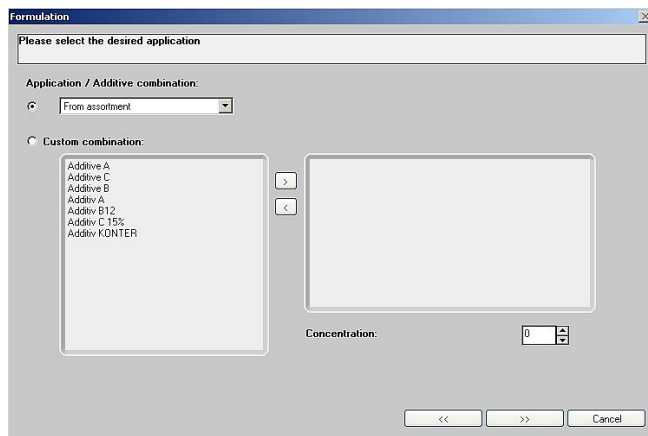 Formulation
Please select the desired application
Application / Additive combination:
From assortment
Custom combination:
Additive A
Additive C
Additive B
Additiv A
Additiv B12
Additiv C 15%
Additiv KONTER
>
<
Concentration:
0
<<
>>
Cancel